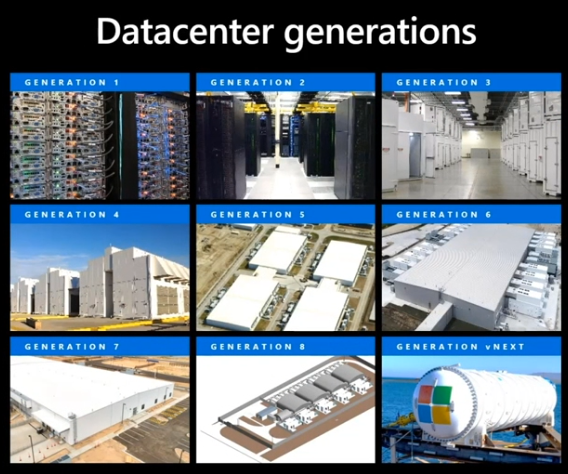 Datacenter generations
GENERATION 1
GENERATION 2
GENERATION 3
GENERATION 4
GENERATION 5
GENERATION 6
GENERATION 7
GENERATION 8
GENERATION vNEXT